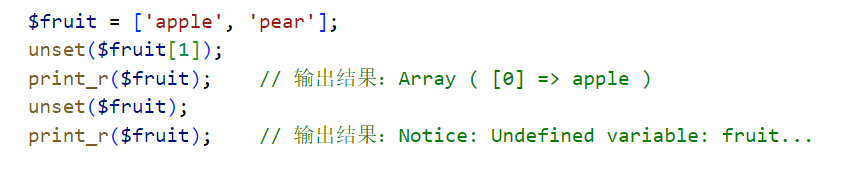 $fruit = ['apple', 'pear'];
unset($fruit[1]);
print_r($fruit);    // 输出结果：Array ( [0] => apple )
unset($fruit);
print_r($fruit);    // 输出结果：Notice: Undefined variable: fruit...